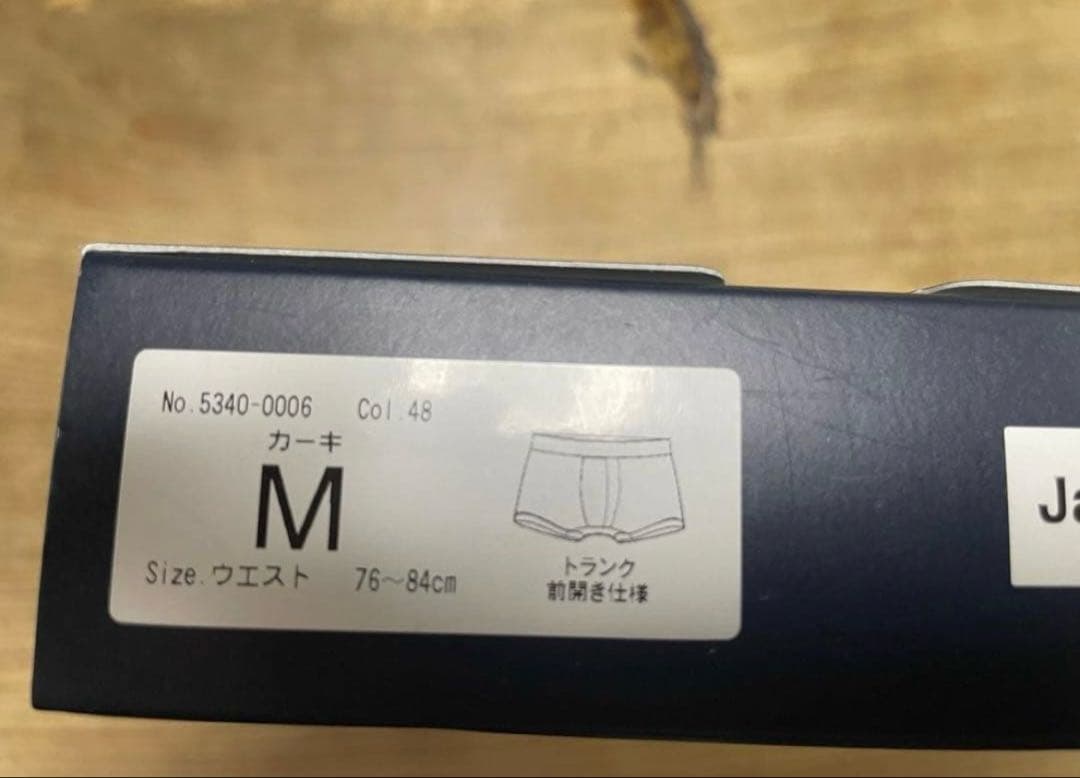 No.5340-0006 Col.48
カーキ
M
Size.ウエスト 76～84cm
トランク
前開き仕様
Ja